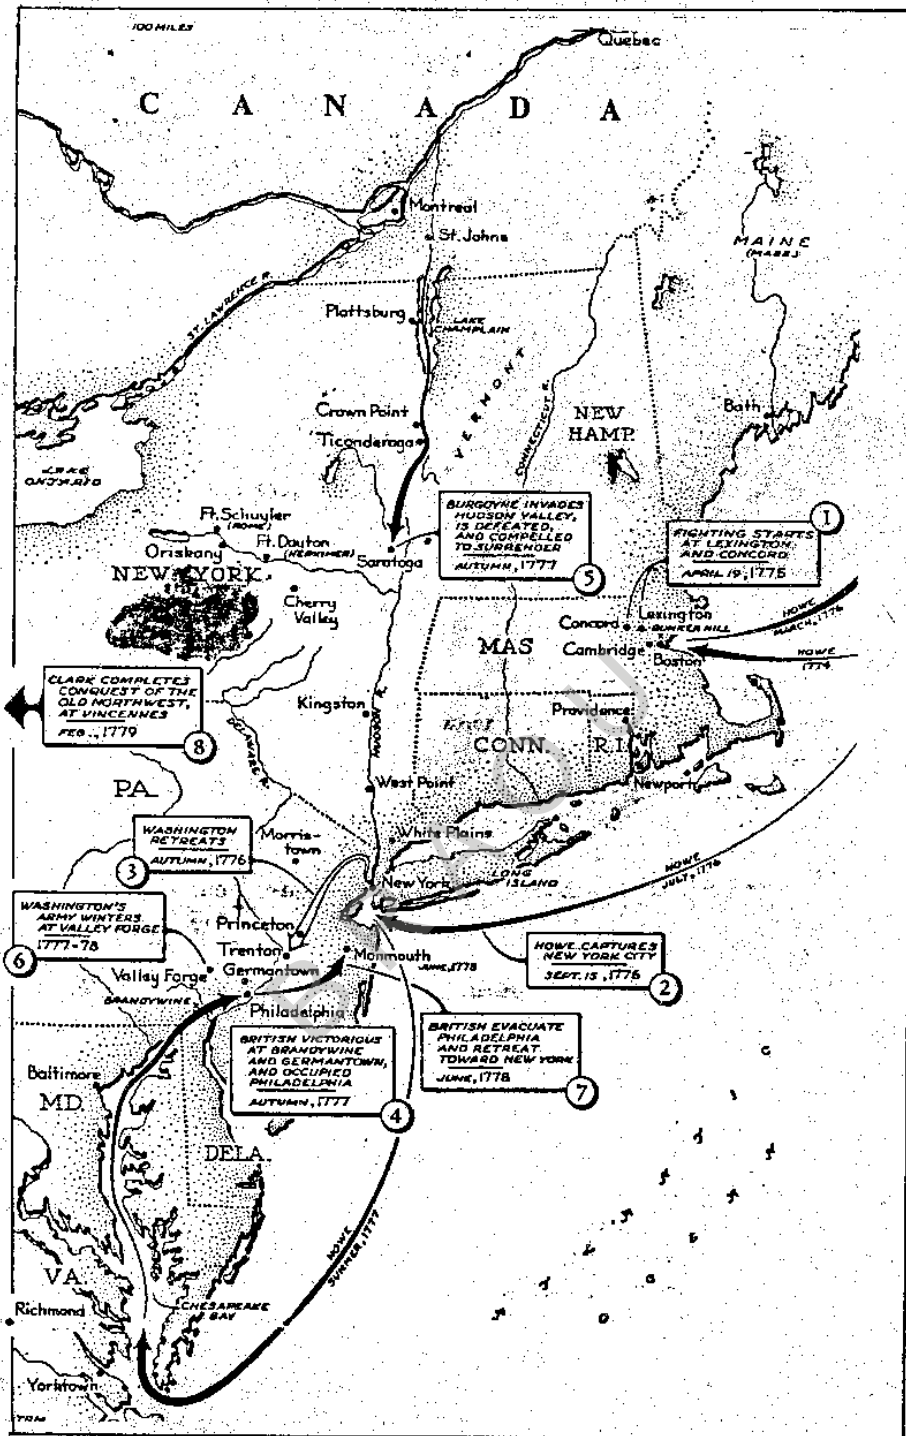 100 MILES
Quebec
CANADA
Montreal
St. Johns
MAINE
(MASS.)
ST. LAWRENCE R.
Plattsburg
LAKE
CHAMPLAIN
VERMONT
CONNECTICUT R.
NEW
HAMP.
Bath
Crown Point
Ticonderoga
LAKE
ONTARIO
BURGOYNE INVADES
HUDSON VALLEY,
IS DEFEATED,
AND COMPELLED
TO SURRENDER
AUTUMN, 1777
5
1
FIGHTING STARTS
AT LEXINGTON
AND CONCORD
APRIL 19, 1775
Ft. Schuyler
(ROME)
Oriskany
Ft. Dayton
(HERKIMER)
Saratoga
NEW YORK
Cherry
Valley
HOWE
MARCH, 1776
Concord
Lexington
BUNKER HILL
Cambridge
Boston
HOWE
MAS
CLARK COMPLETES
CONQUEST OF THE
OLD NORTHWEST,
AT VINCENNES
FEB., 1779
8
Kingston
HUDSON R.
Providence
CONN.
R.I.
DELAWARE R.
PA.
West Point
Newport
WASHINGTON
RETREATS
AUTUMN, 1776
3
Morris-
town
White Plains
New York
LONG
ISLAND
HOWE
JULY, 1776
WASHINGTON'S
ARMY WINTERS
AT VALLEY FORGE
1777-78
6
Princeton
Trenton
Monmouth
JUNE, 1778
HOWE CAPTURES
NEW YORK CITY
SEPT. 15, 1776
2
Valley Forge
Germantown
BRANDYWINE
Philadelphia
BRITISH VICTORIOUS
AT BRANDYWINE
AND GERMANTOWN,
AND OCCUPIED
PHILADELPHIA
AUTUMN, 1777
4
BRITISH EVACUATE
PHILADELPHIA
AND RETREAT
TOWARD NEW YORK
JUNE, 1778
7
Baltimore
MD.
DELA.
HOWE
SUMMER, 1777
VA.
Richmond
CHESAPEAKE
BAY
Yorktown